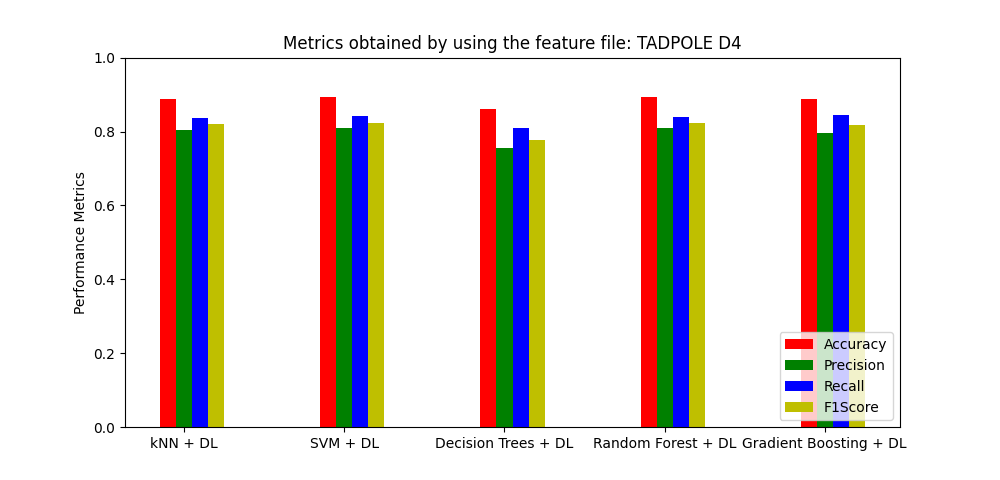 Metrics obtained by using the feature file: TADPOLE D4
1.0
0.8
0.6
0.4
0.2
0.0
Performance Metrics
Accuracy
Precision
Recall
F1Score
kNN + DL
SVM + DL
Decision Trees + DL
Random Forest + DL
Gradient Boosting + DL